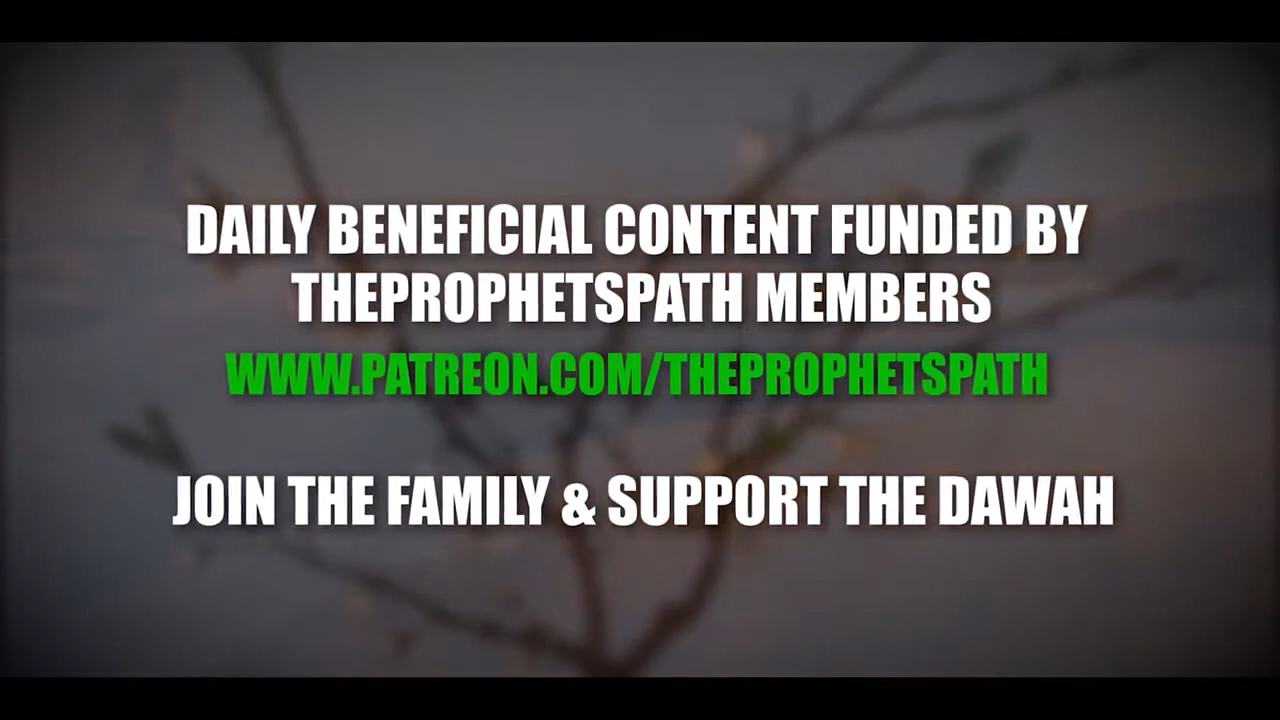 DAILY BENEFICIAL CONTENT FUNDED BY
THEPROPHETSPATH MEMBERS
WWW.PATREON.COM/THEPROPHETSPATH
JOIN THE FAMILY & SUPPORT THE DAWAH